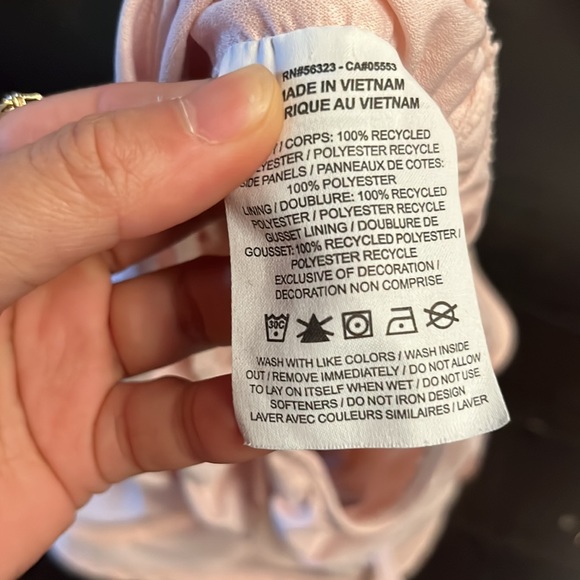 RN#56323 - CA#05553
MADE IN VIETNAM
RIQUE AU VIETNAM
/ CORPS: 100% RECYCLED
YESTER / POLYESTER RECYCLE
SIDE PANELS / PANNEAUX DE COTES:
100% POLYESTER
LINING / DOUBLURE: 100% RECYCLED
POLYESTER / POLYESTER RECYCLE
GUSSET LINING / DOUBLURE DE
GOUSSET: 100% RECYCLED POLYESTER /
POLYESTER RECYCLE
EXCLUSIVE OF DECORATION /
DECORATION NON COMPRISE
30C
WASH WITH LIKE COLORS / WASH INSIDE
OUT / REMOVE IMMEDIATELY / DO NOT ALLOW
TO LAY ON ITSELF WHEN WET / DO NOT USE
SOFTENERS / DO NOT IRON DESIGN
LAVER AVEC COULEURS SIMILAIRES / LAVER